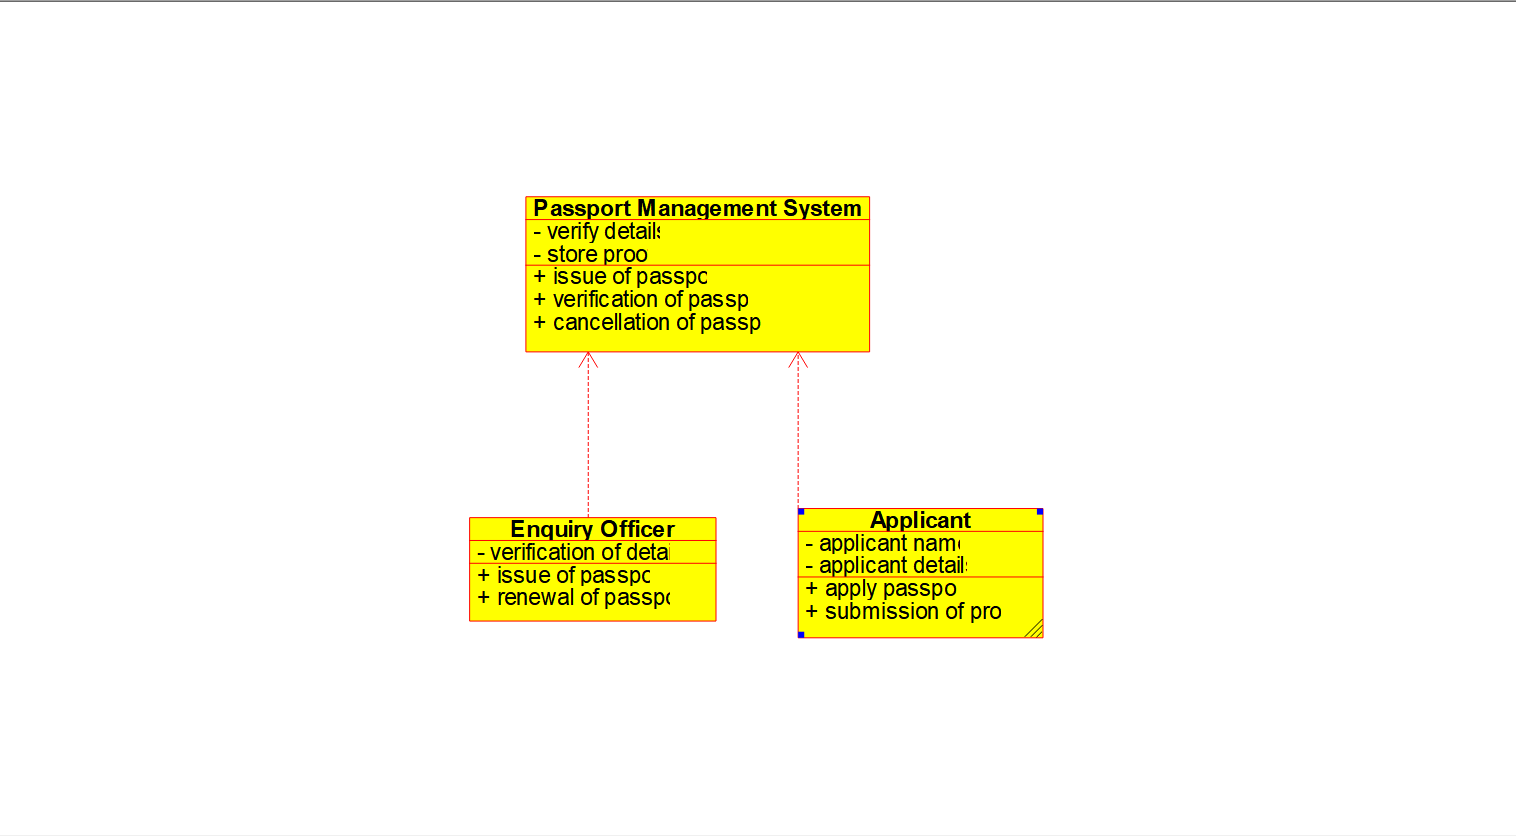 Passport Management System
- verify details
- store proo
+ issue of passpo
+ verification of passp
+ cancellation of passp
Enquiry Officer
- verification of detai
+ issue of passpo
+ renewal of passpo
Applicant
- applicant name
- applicant details
+ apply passpo
+ submission of pro